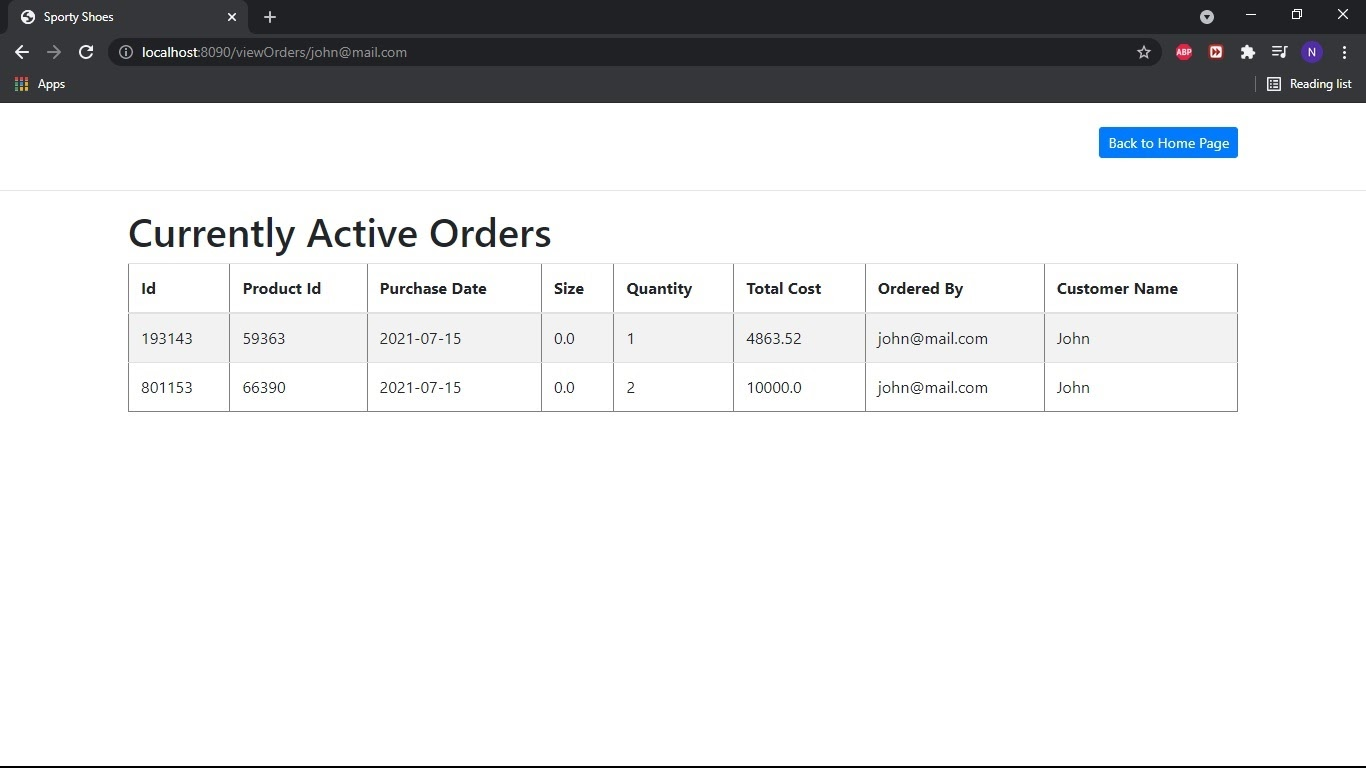 Sporty Shoes
localhost:8090/viewOrders/john@mail.com
ABP
N
Apps
Reading list
Back to Home Page
Currently Active Orders
Id Product Id Purchase Date Size Quantity Total Cost Ordered By Customer Name
193143 59363 2021-07-15 0.0 1 4863.52 john@mail.com John
801153 66390 2021-07-15 0.0 2 10000.0 john@mail.com John